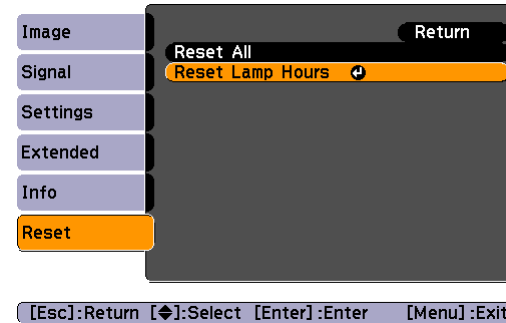 Image
Signal
Settings
Extended
Info
Reset
Return
Reset All
Reset Lamp Hours
[Esc]:Return [◆]:Select [Enter]:Enter [Menu]:Exit